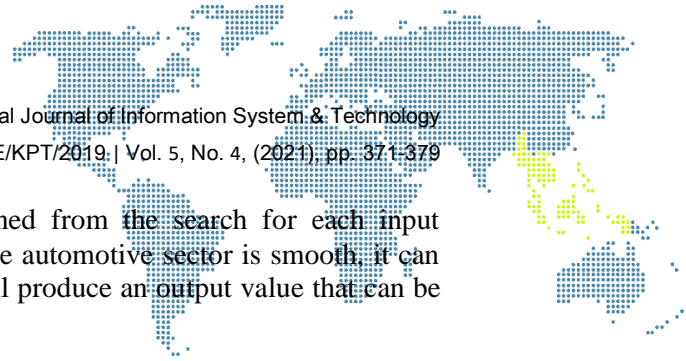 al Journal of Information System & Technology
E/KPT/2019 | Vol. 5, No. 4, (2021), pp. 371-379
ned from the search for each input
e automotive sector is smooth, it can
l produce an output value that can be